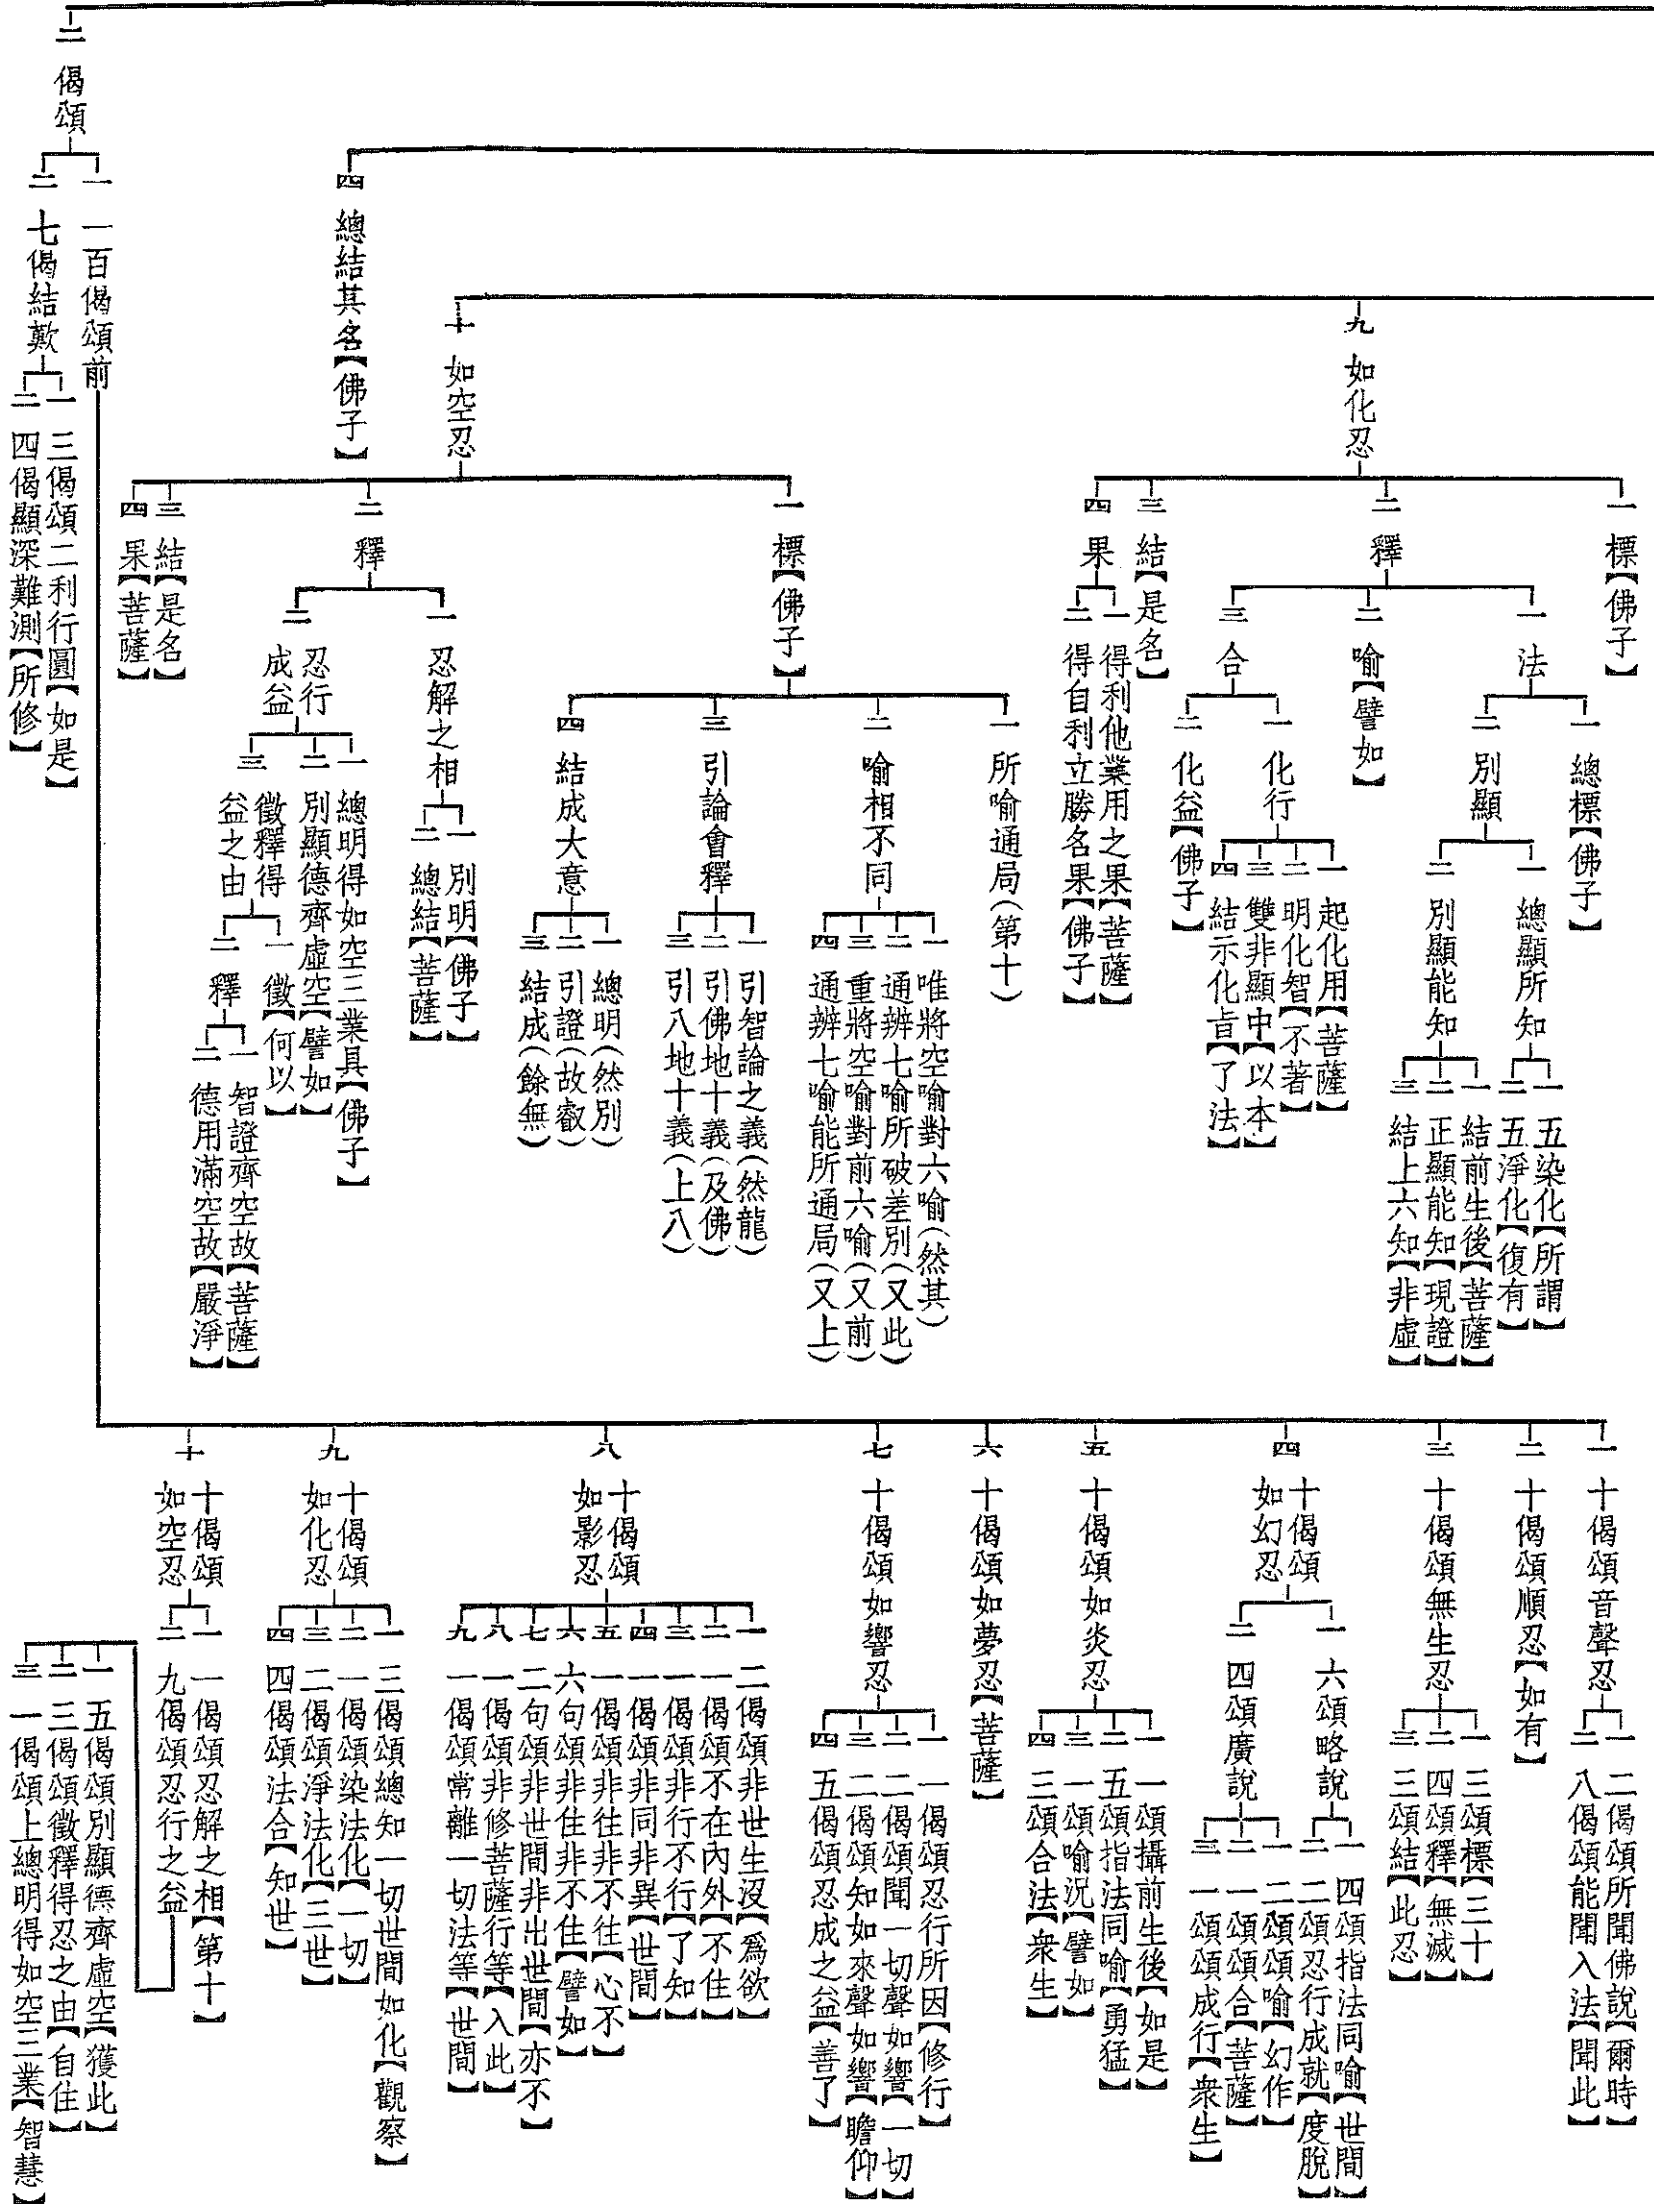 九 如化忍
一 標【佛子】
二 釋
一 法
一 總標【佛子】
二 別顯
一 總顯所知
一 五染化【所謂】
二 五淨化【復有】
二 別顯能知
一 結前生後【菩薩】
二 正顯能知【現證】
三 結上六知【非虛】
二 喻【譬如】
三 合
一 化行
一 起化用【菩薩】
二 明化智【不著】
三 雙非顯中【以本】
四 結示化旨【了法】
二 化益【佛子】
三 結【是名】
四 果
一 得利他業用之果【菩薩】
二 得自利立勝名果【佛子】
十 如空忍
一 標【佛子】
一 所喻通局(第十)
二 喻相不同
一 唯將空喻對六喻(然其)
二 通辨七喻所破差別(又此)
三 重將空喻對前六喻(又前)
四 通辨七喻能所通局(又上)
三 引論會釋
一 引智論之義(然龍)
二 引佛地十義(及佛)
三 引八地十義(上八)
四 結成大意
一 總明(然別)
二 引證(故叡)
三 結成(餘無)
二 釋
一 忍解之相
一 別明【佛子】
二 總結【菩薩】
二 忍行成益
一 總明得如空三業具【佛子】
二 別顯德齊虛空【譬如】
三 徵釋得益之由
一 徵【何以】
二 釋
一 智證齊空故【菩薩】
二 德用滿空故【嚴淨】
三 結【是名】
四 果【菩薩】
四 總結其名【佛子】
二 偈頌
一 一百偈頌前
二 七偈結歎
一 三偈頌二利行圓【如是】
二 四偈顯深難測【所修】
一 十偈頌音聲忍
一 二偈頌所聞佛說【爾時】
二 八偈頌能聞入法【聞此】
二 十偈頌順忍【如有】
三 十偈頌無生忍
一 三頌標【三十】
二 四頌釋【無滅】
三 三頌結【此忍】
四 十偈頌如幻忍
一 六頌略說
一 四頌指法同喻【世間】
二 二頌忍行成就【度脫】
二 四頌廣說
一 二頌頌喻【幻作】
二 一頌頌合【菩薩】
三 一頌頌成行【衆生】
五 十偈頌如炎忍
一 一頌攝前生後【如是】
二 五頌指法同喻【勇猛】
三 一頌喻況【譬如】
四 三頌合法【衆生】
六 十偈頌如夢忍【菩薩】
七 十偈頌如響忍
一 一偈頌忍行所因【修行】
二 二偈頌聞一切聲如響【一切】
三 二偈頌知如來聲如響【瞻仰】
四 五偈頌忍成之益【善了】
八 十偈頌如影忍
一 二偈頌非世生沒【爲欲】
二 一偈頌不在內外【不住】
三 一偈頌非行不行【了知】
四 一偈頌非同非異【世間】
五 一偈頌非往非不往【心不】
六 六句頌非住非不住【譬如】
七 二句頌非世間非出世間【亦不】
八 一偈頌非修菩薩行等【入此】
九 一偈頌常離一切法等【世間】
九 十偈頌如化忍
一 三偈頌總知一切世間如化【觀察】
二 一偈頌染法化【一切】
三 二偈頌淨法化【三世】
四 四偈頌法合【知世】
十 十偈頌如空忍
一 一偈頌忍解之相【第十】
二 九偈頌忍行之益
一 五偈頌別顯德齊虛空【獲此】
二 三偈頌徵釋得忍之由【自住】
三 一偈頌上總明得如空三業【智慧】